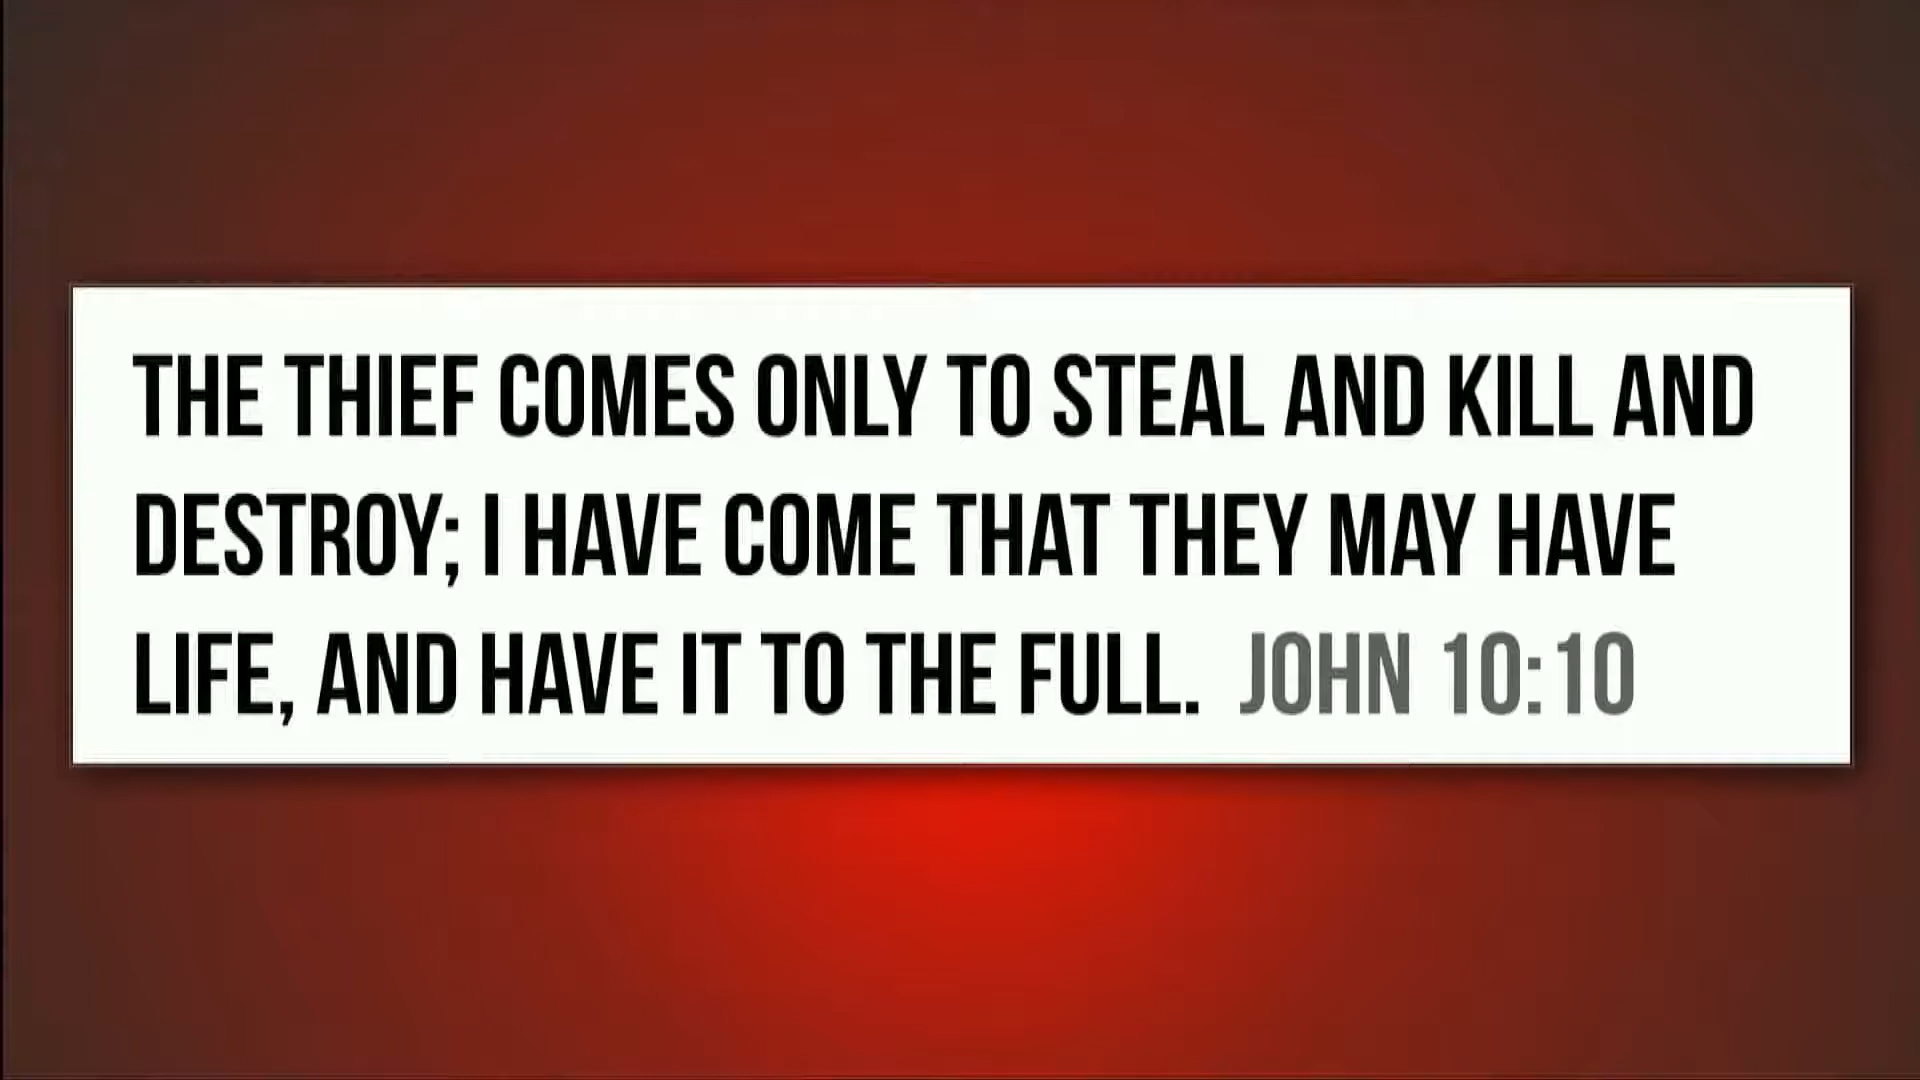 THE THIEF COMES ONLY TO STEAL AND KILL AND
DESTROY; I HAVE COME THAT THEY MAY HAVE
LIFE, AND HAVE IT TO THE FULL. JOHN 10:10